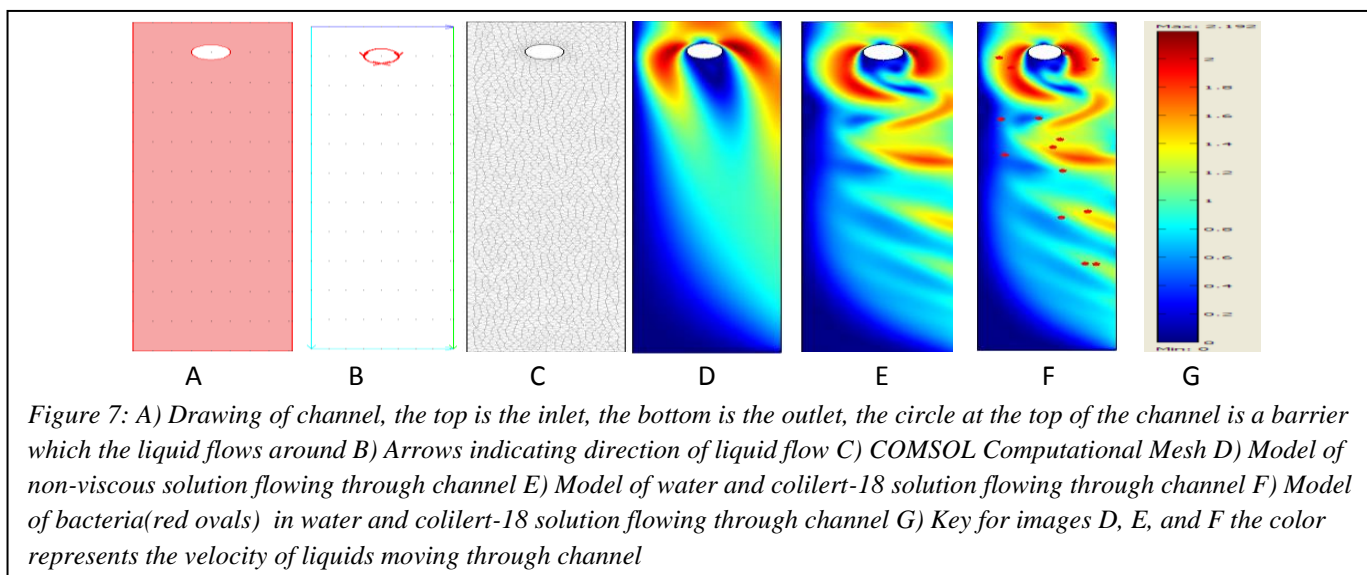 Max: 2.192
2
1.8
1.6
1.4
1.2
1
0.8
0.6
0.4
0.2
0
Min: 0
A B C D E F G
Figure 7: A) Drawing of channel, the top is the inlet, the bottom is the outlet, the circle at the top of the channel is a barrier
which the liquid flows around B) Arrows indicating direction of liquid flow C) COMSOL Computational Mesh D) Model of
non-viscous solution flowing through channel E) Model of water and colilert-18 solution flowing through channel F) Model
of bacteria(red ovals) in water and colilert-18 solution flowing through channel G) Key for images D, E, and F the color
represents the velocity of liquids moving through channel